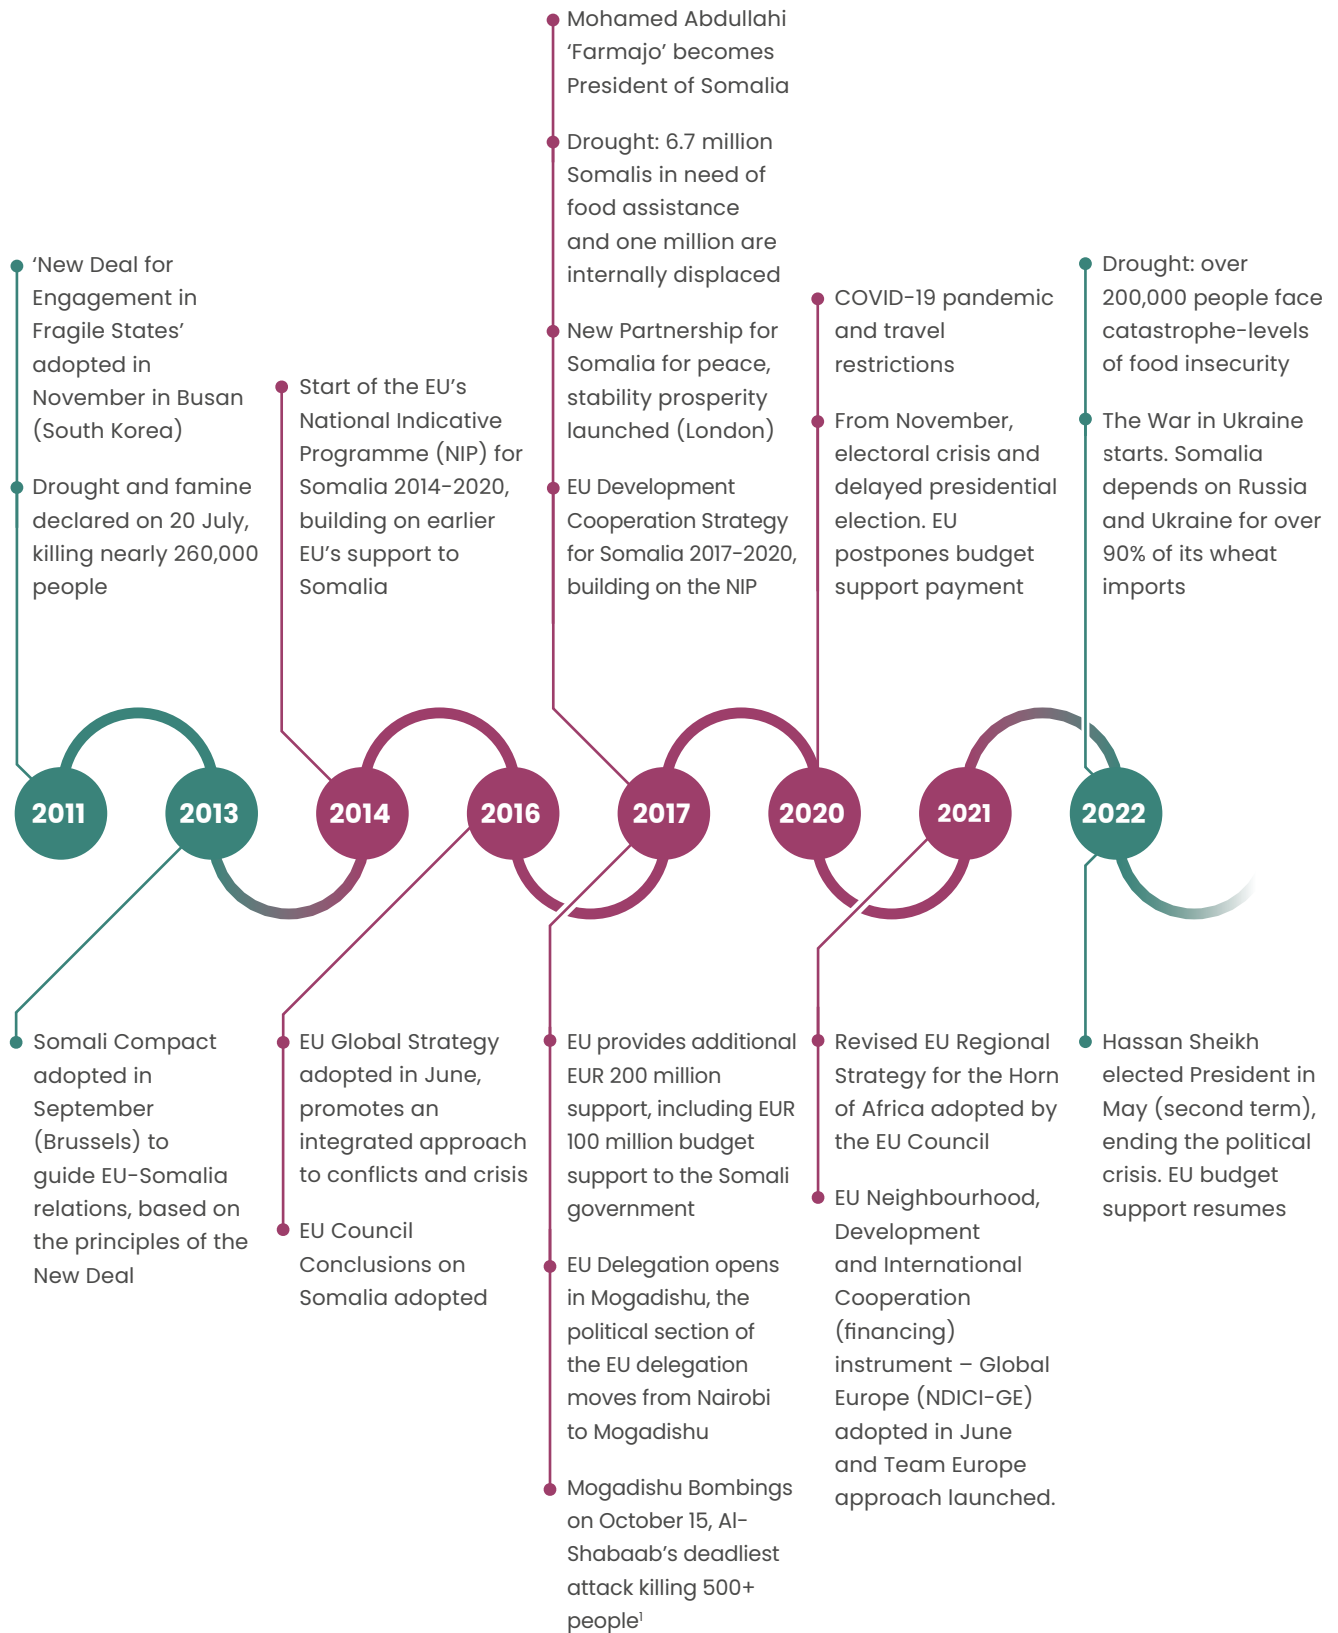 Mohamed Abdullahi
‘Farmajo’ becomes
President of Somalia
Drought: 6.7 million
Somalis in need of
food assistance
and one million are
internally displaced
New Partnership for
Somalia for peace,
stability prosperity
launched (London)
EU Development
Cooperation Strategy
for Somalia 2017-2020,
building on the NIP
‘New Deal for
Engagement in
Fragile States’
adopted in
November in Busan
(South Korea)
Drought and famine
declared on 20 July,
killing nearly 260,000
people
Start of the EU’s
National Indicative
Programme (NIP) for
Somalia 2014-2020,
building on earlier
EU’s support to
Somalia
COVID-19 pandemic
and travel
restrictions
From November,
electoral crisis and
delayed presidential
election. EU
postpones budget
support payment
Drought: over
200,000 people face
catastrophe-levels
of food insecurity
The War in Ukraine
starts. Somalia
depends on Russia
and Ukraine for over
90% of its wheat
imports
2011
2013
2014
2016
2017
2020
2021
2022
Somali Compact
adopted in
September
(Brussels) to
guide EU-Somalia
relations, based on
the principles of the
New Deal
EU Global Strategy
adopted in June,
promotes an
integrated approach
to conflicts and crisis
EU Council
Conclusions on
Somalia adopted
EU provides additional
EUR 200 million
support, including EUR
100 million budget
support to the Somali
government
EU Delegation opens
in Mogadishu, the
political section of
the EU delegation
moves from Nairobi
to Mogadishu
Mogadishu Bombings
on October 15, Al-
Shabaab’s deadliest
attack killing 500+
people¹
Revised EU Regional
Strategy for the Horn
of Africa adopted by
the EU Council
EU Neighbourhood,
Development
and International
Cooperation
(financing)
instrument – Global
Europe (NDICI-GE)
adopted in June
and Team Europe
approach launched.
Hassan Sheikh
elected President in
May (second term),
ending the political
crisis. EU budget
support resumes